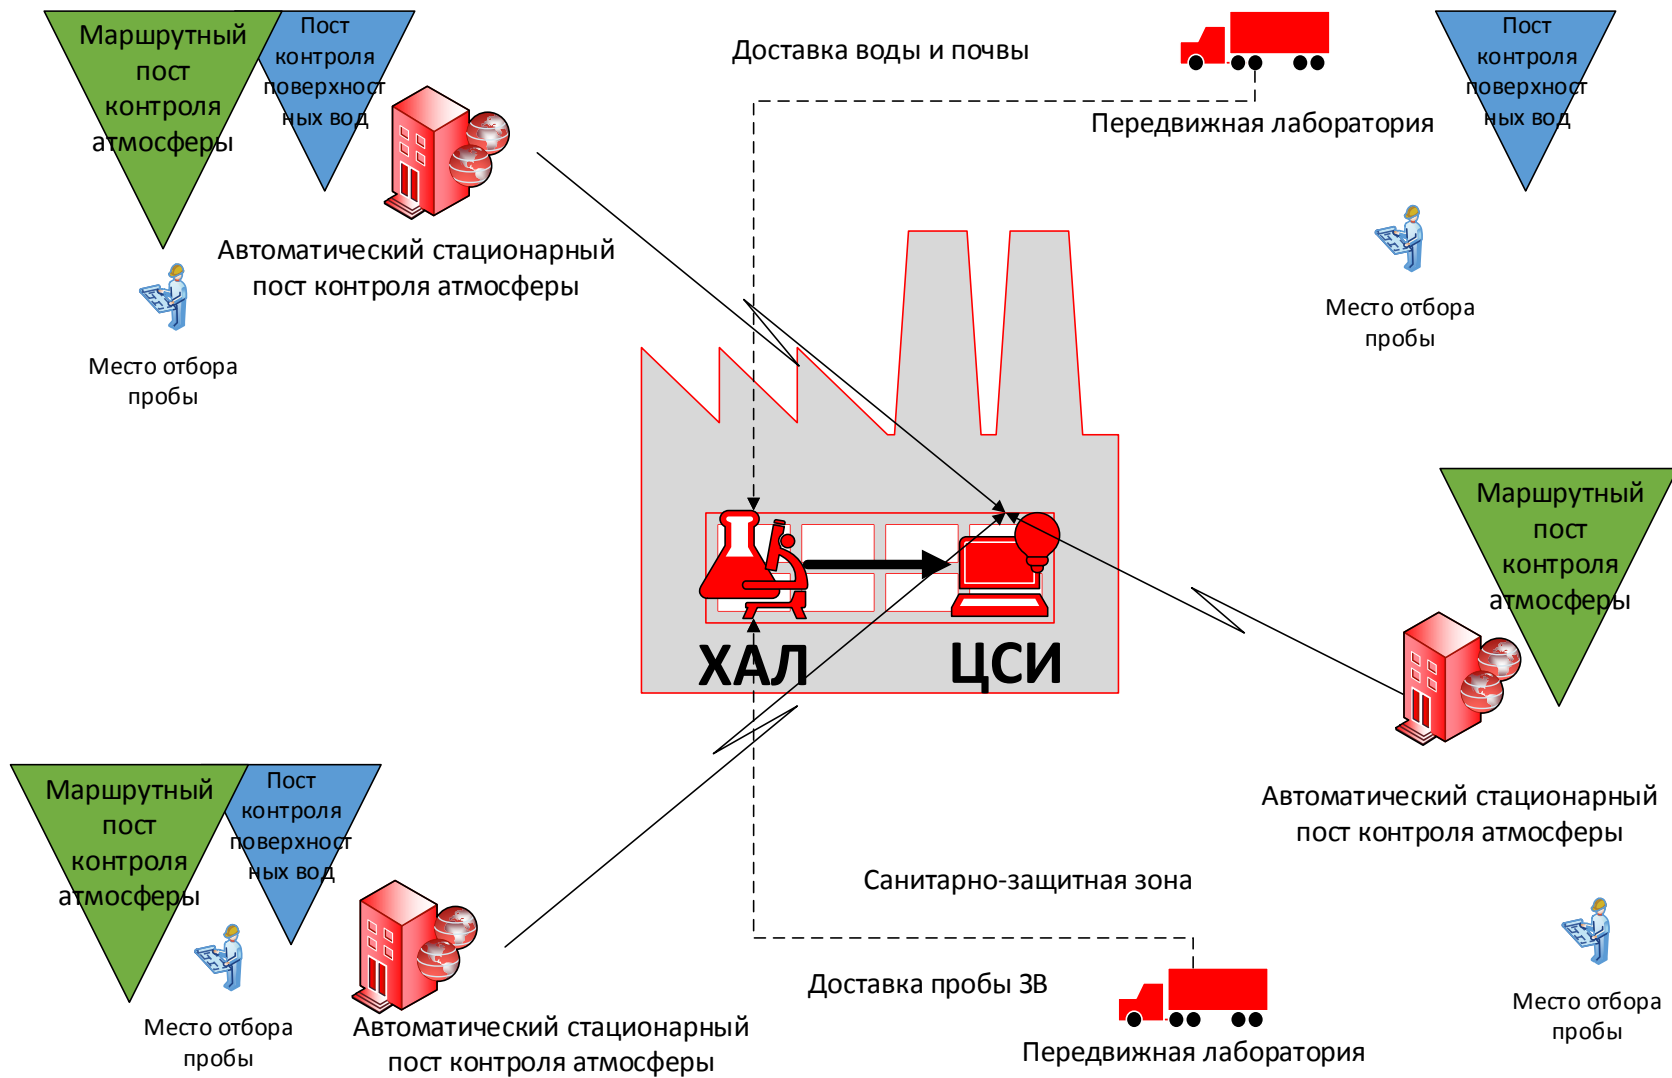 Маршрутный
пост
контроля
атмосферы
Пост
контроля
поверхност
ных вод
Автоматический стационарный
пост контроля атмосферы
Место отбора
пробы
Доставка воды и почвы
Передвижная лаборатория
Пост
контроля
поверхност
ных вод
Место отбора
пробы
ХАЛ
ЦСИ
Маршрутный
пост
контроля
атмосферы
Автоматический стационарный
пост контроля атмосферы
Маршрутный
пост
контроля
атмосферы
Пост
контроля
поверхност
ных вод
Место отбора
пробы
Автоматический стационарный
пост контроля атмосферы
Санитарно-защитная зона
Доставка пробы ЗВ
Передвижная лаборатория
Место отбора
пробы